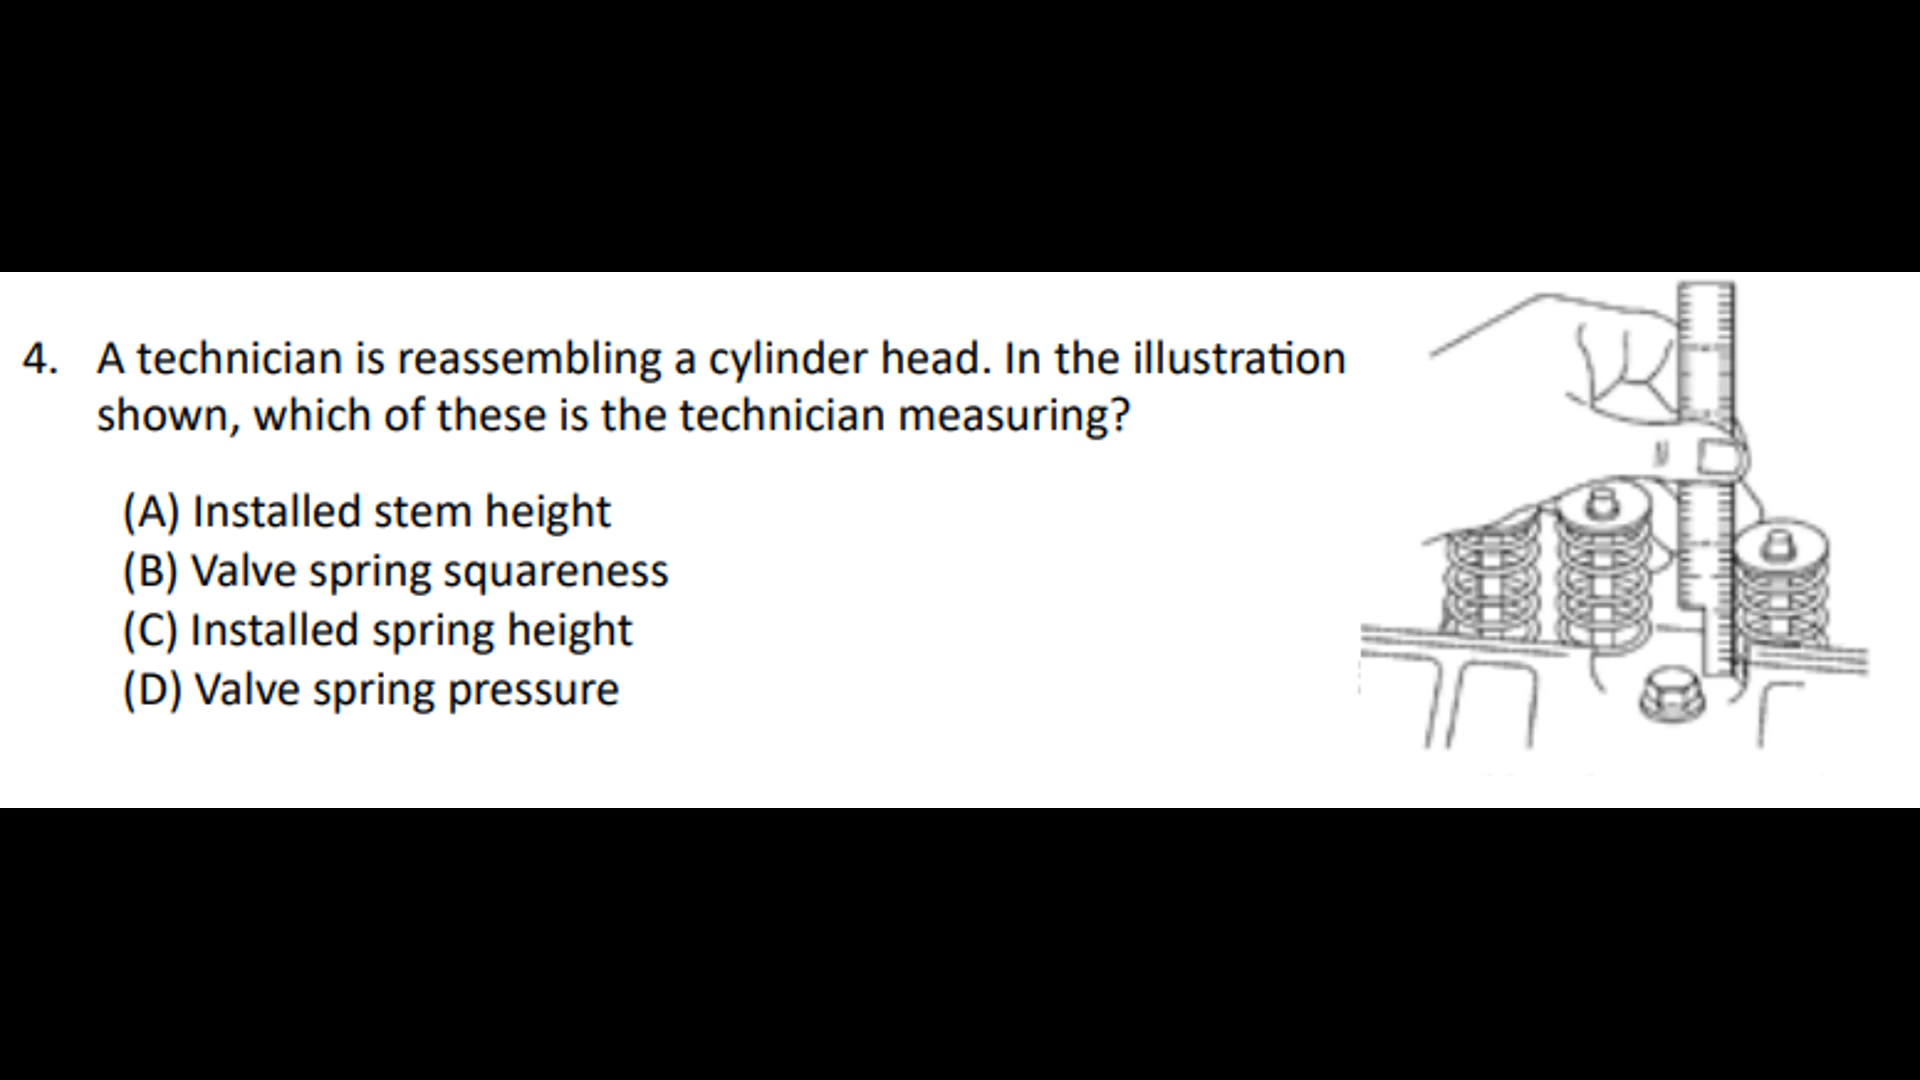 4. A technician is reassembling a cylinder head. In the illustration
shown, which of these is the technician measuring?
(A) Installed stem height
(B) Valve spring squareness
(C) Installed spring height
(D) Valve spring pressure